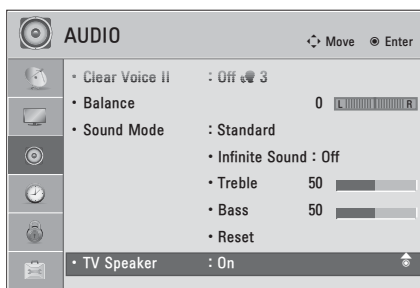 AUDIO
Move Enter
• Clear Voice II : Off 3
• Balance 0 L R
• Sound Mode : Standard
• Infinite Sound : Off
• Treble 50
• Bass 50
• Reset
• TV Speaker : On